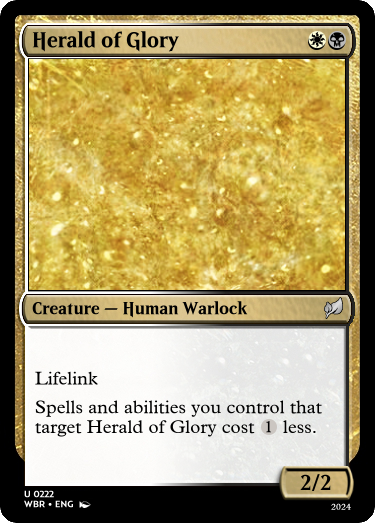 Herald of Glory
Creature — Human Warlock
Lifelink
Spells and abilities you control that
target Herald of Glory cost 1 less.
2/2
U 0222
WBR • ENG
2024